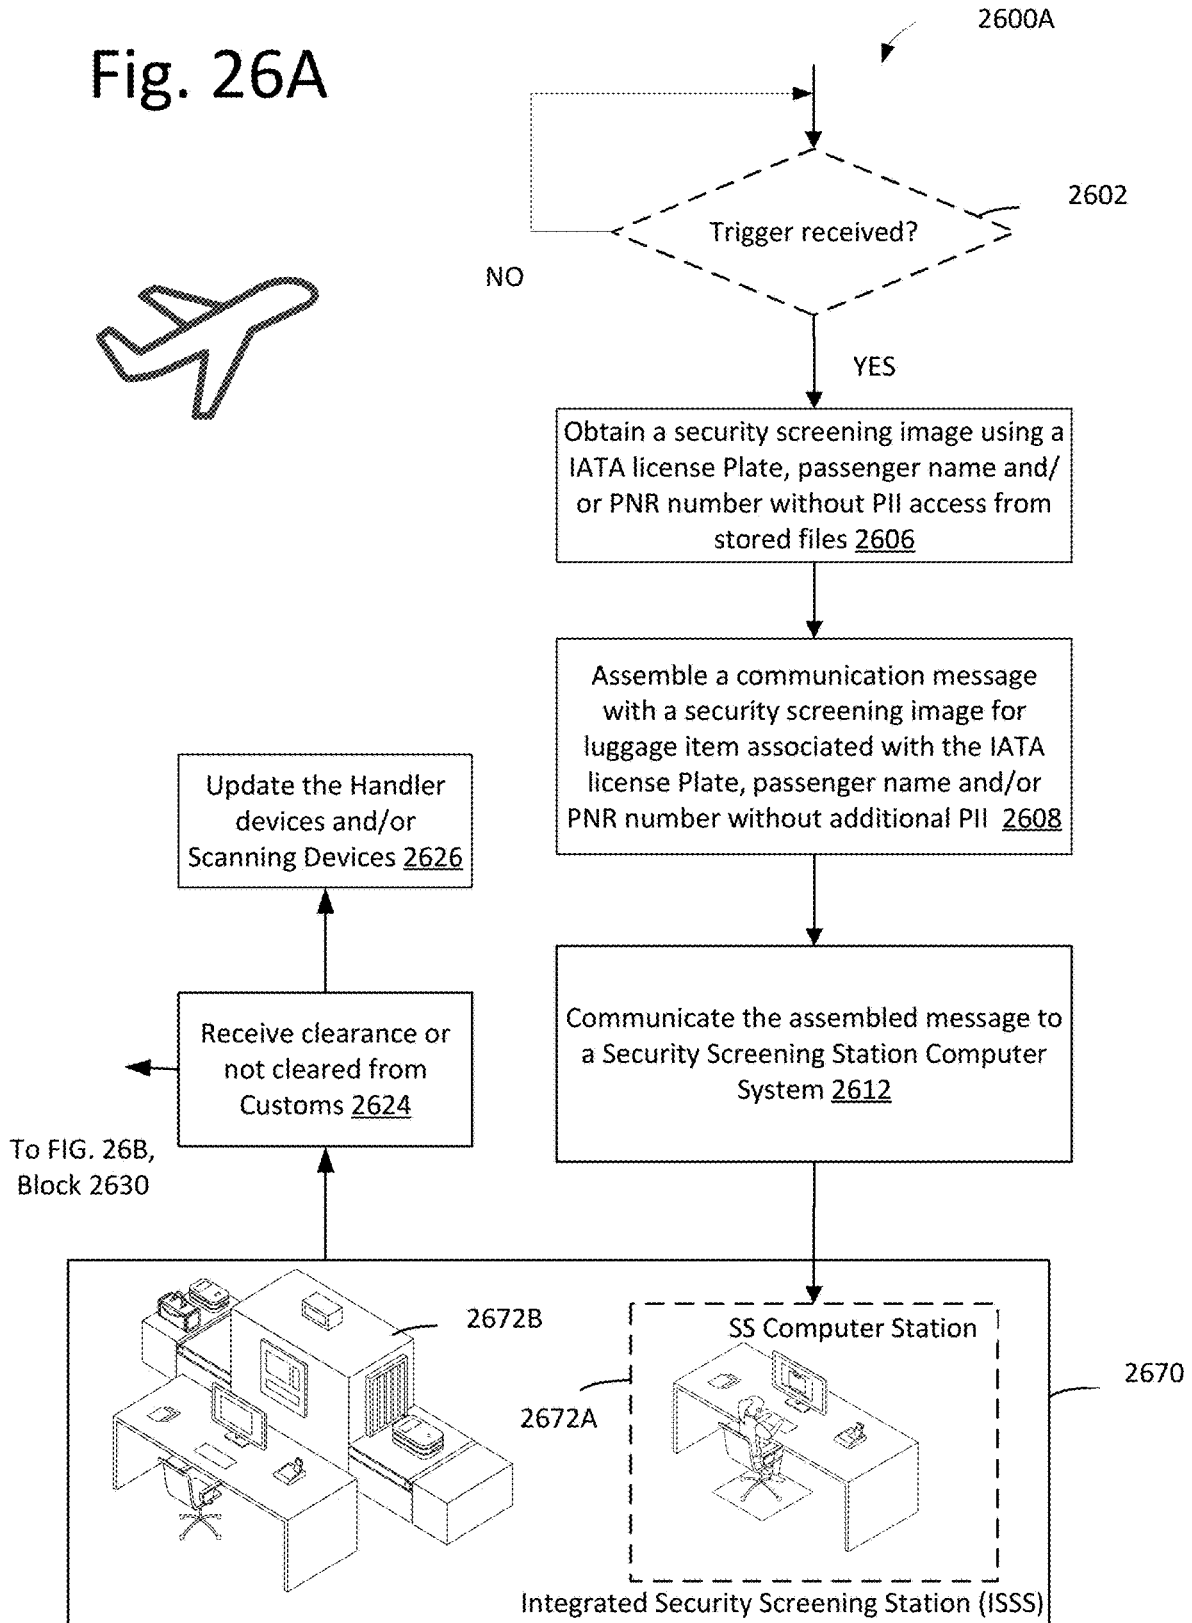 2600A
Fig. 26A
2602
Trigger received?
NO
YES
Obtain a security screening image using a
IATA license Plate, passenger name and/
or PNR number without PII access from
stored files 2606
Assemble a communication message
with a security screening image for
luggage item associated with the IATA
license Plate, passenger name and/or
PNR number without additional PII 2608
Update the Handler
devices and/or
Scanning Devices 2626
Communicate the assembled message to
a Security Screening Station Computer
System 2612
Receive clearance or
not cleared from
Customs 2624
To FIG. 26B,
Block 2630
2672B
SS Computer Station
2672A
2670
Integrated Security Screening Station (ISSS)